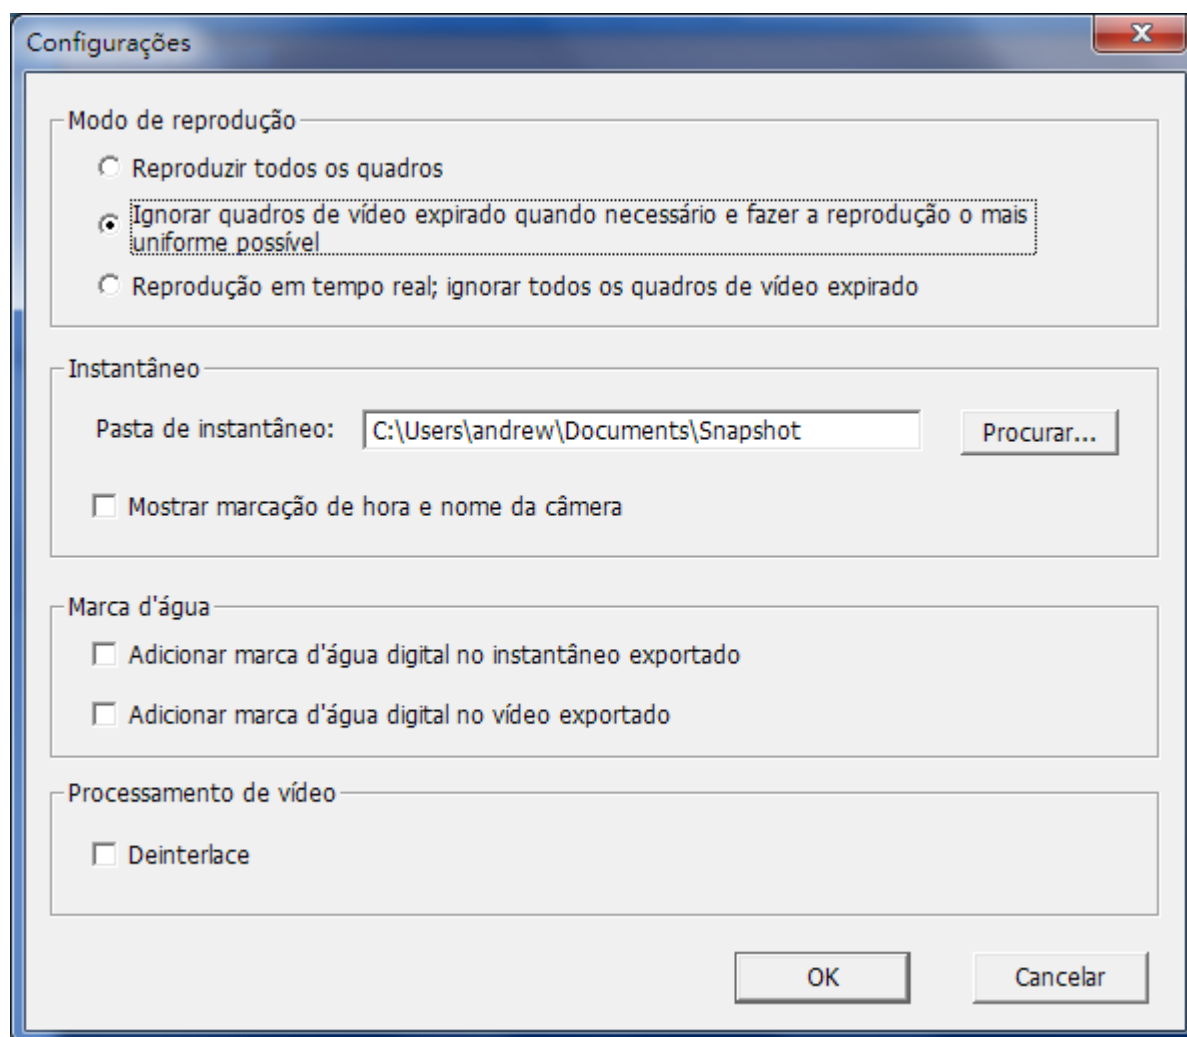 Configurações
Modo de reprodução
Reproduzir todos os quadros
Ignorar quadros de vídeo expirado quando necessário e fazer a reprodução o mais
uniforme possível
Reprodução em tempo real; ignorar todos os quadros de vídeo expirado
Instantâneo
Pasta de instantâneo: C:\Users\andrew\Documents\Snapshot Procurar...
Mostrar marcação de hora e nome da câmera
Marca d'água
Adicionar marca d'água digital no instantâneo exportado
Adicionar marca d'água digital no vídeo exportado
Processamento de vídeo
Deinterlace
OK Cancelar